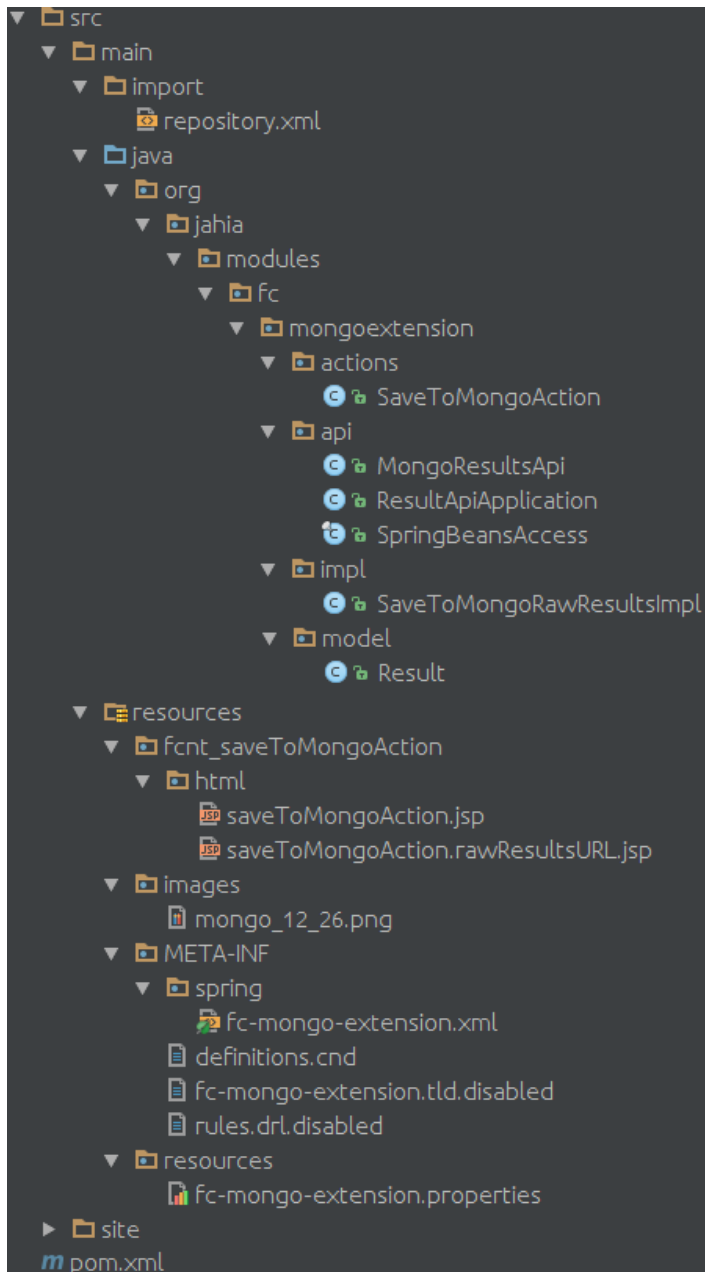 src
main
import
repository.xml
java
org
jahia
modules
fc
mongoextension
actions
SaveToMongoAction
api
MongoResultsApi
ResultApiApplication
SpringBeansAccess
impl
SaveToMongoRawResultsImpl
model
Result
resources
fcnt_saveToMongoAction
html
saveToMongoAction.jsp
saveToMongoAction.rawResultsURL.jsp
images
mongo_12_26.png
META-INF
spring
fc-mongo-extension.xml
definitions.cnd
fc-mongo-extension.tld.disabled
rules.drl.disabled
resources
fc-mongo-extension.properties
site
pom.xml